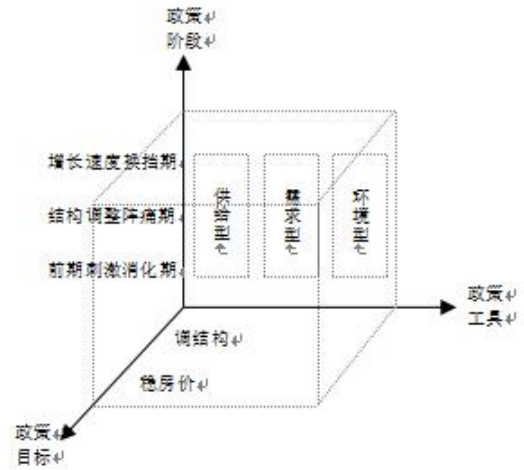 政策
阶段
增长速度换挡期
结构调整阵痛期
前期刺激消化期
供给型
需求型
环境型
政策
工具
调结构
稳房价
政策
目标